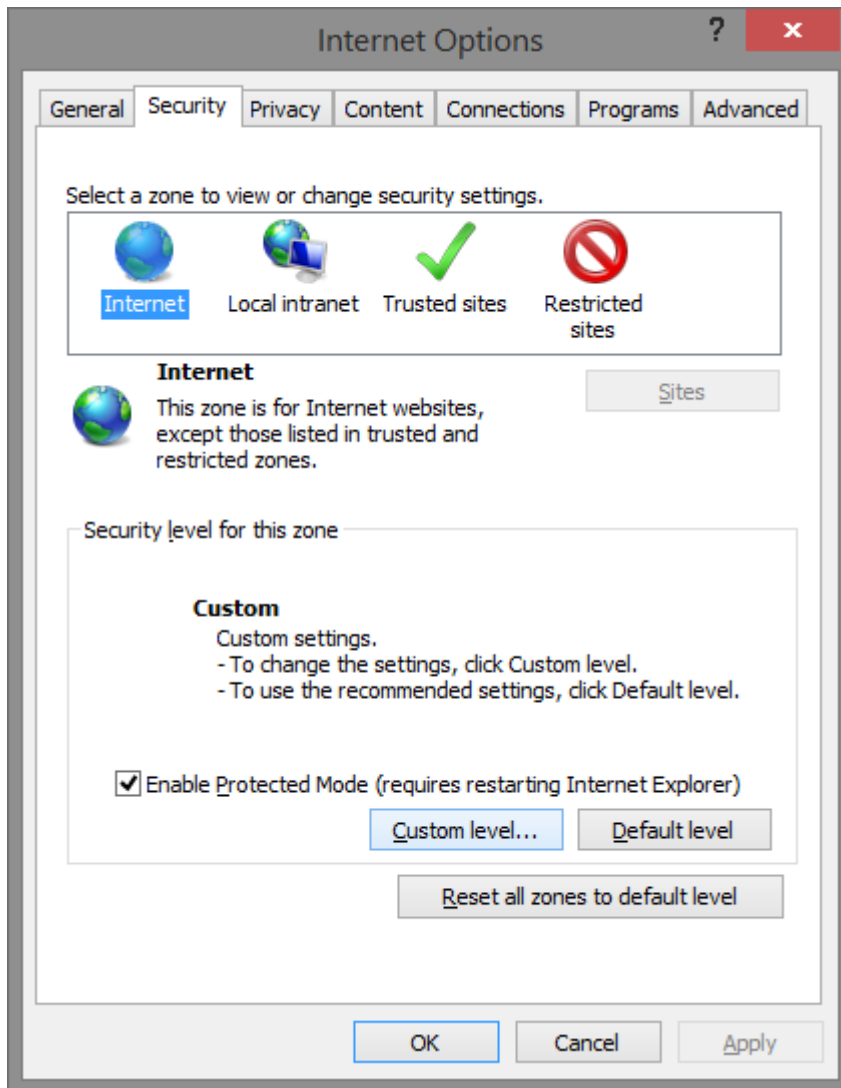 Internet Options
?
x
General Security Privacy Content Connections Programs Advanced
Select a zone to view or change security settings.
Internet Local intranet Trusted sites Restricted
sites
Internet
Sites
This zone is for Internet websites,
except those listed in trusted and
restricted zones.
Security level for this zone
Custom
Custom settings.
- To change the settings, click Custom level.
- To use the recommended settings, click Default level.
Enable Protected Mode (requires restarting Internet Explorer)
Custom level... Default level
Reset all zones to default level
OK Cancel Apply